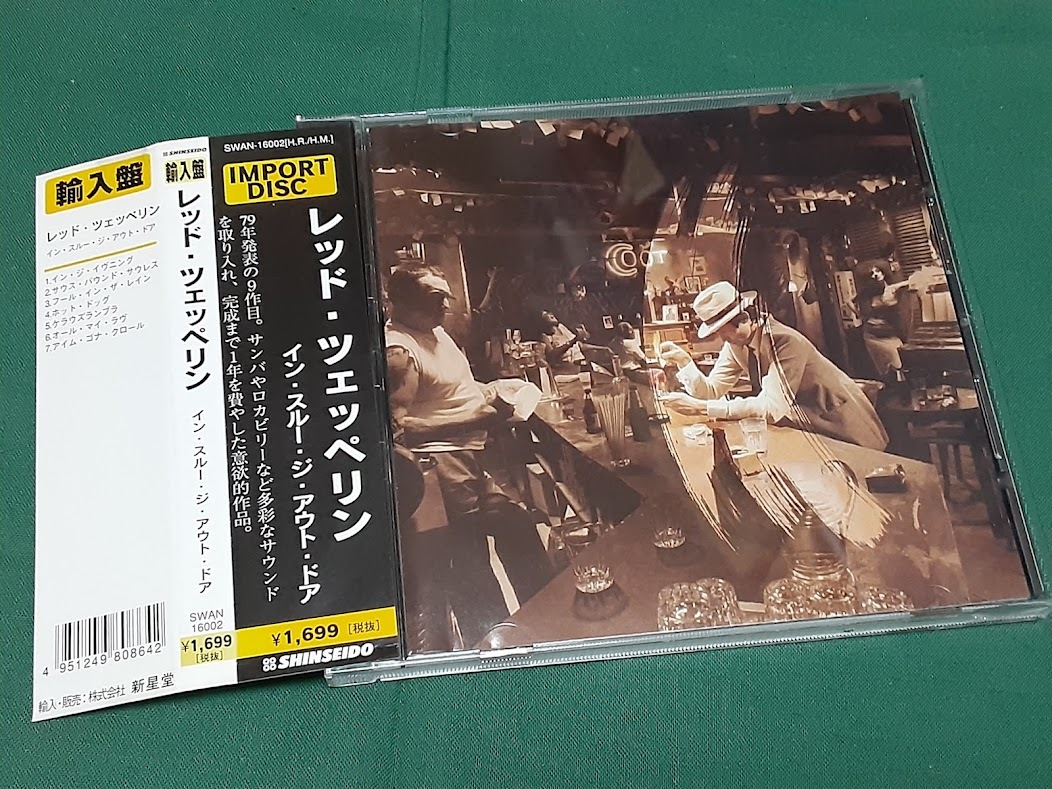 輸入盤
レッド・ツェッペリン
イン・スルー・ジ・アウト・ドア
1.イン・ジ・イヴニング
2.サウス・バウンド・サウレス
3.フール・イン・ザ・レイン
4.ホット・ドッグ
5.ケラウズランブラ
6.オール・マイ・ラヴ
7.アイム・ゴナ・クロール
4 951249 808642
輸入・販売：株式会社 新星堂
SHINSEIDO
輸入盤
レッド・ツェッペリン
イン・スルー・ジ・アウト・ドア
SWAN
16002
¥1,699
[税抜]
SWAN-16002[H.R./H.M.]
IMPORT
DISC
レッド・ツェッペリン
イン・スルー・ジ・アウト・ドア
79年発表の9作目。サンバやロカビリーなど多彩なサウンド
を取り入れ、完成まで1年を費やした意欲的作品。
¥1,699 [税抜]
SHINSEIDO